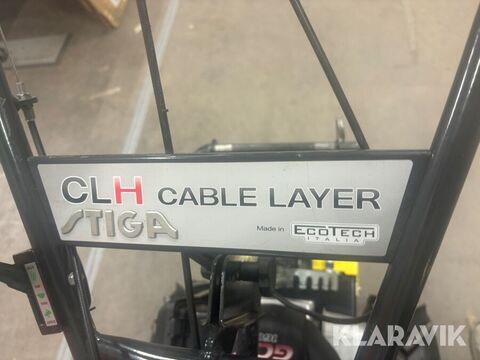 CLH CABLE LAYER
STIGA
Made in ECOTECH
ITALIA
KLARAVIK